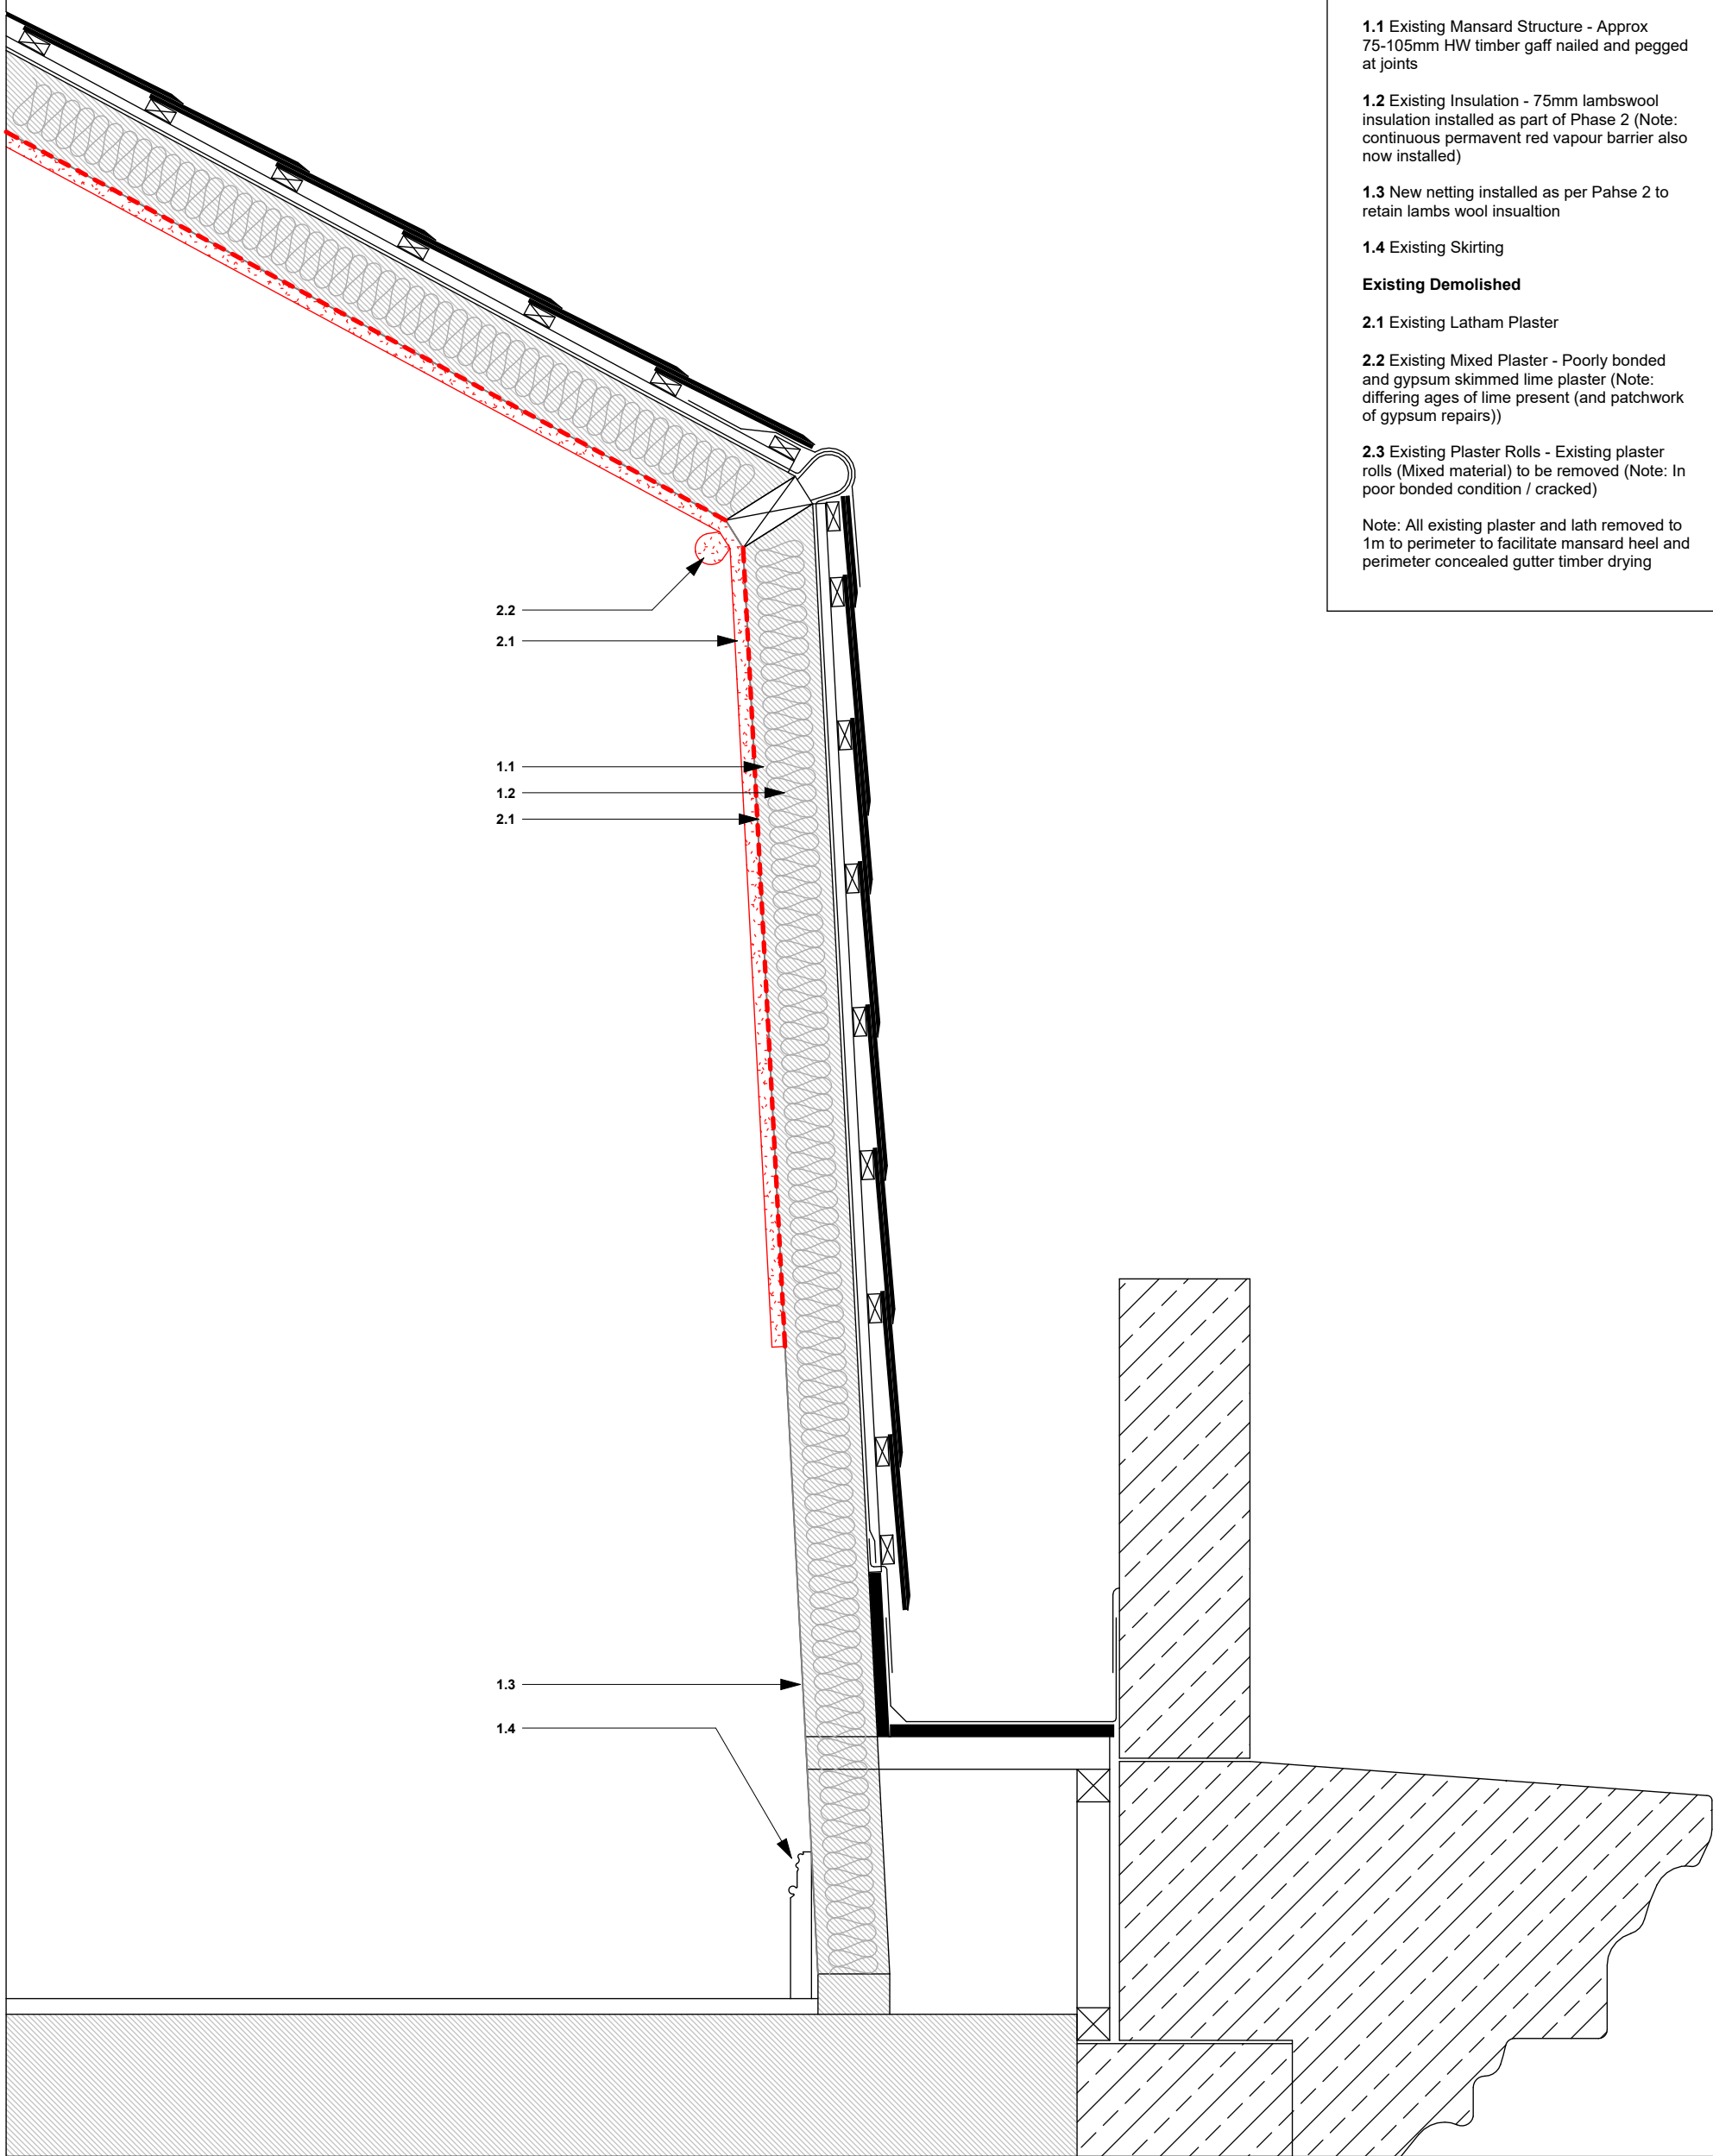 1.1 Existing Mansard Structure - Approx
75-105mm HW timber gaff nailed and pegged
at joints
1.2 Existing Insulation - 75mm lambswool
insulation installed as part of Phase 2 (Note:
continuous permavent red vapour barrier also
now installed)
1.3 New netting installed as per Pahse 2 to
retain lambs wool insualtion
1.4 Existing Skirting
Existing Demolished
2.1 Existing Latham Plaster
2.2 Existing Mixed Plaster - Poorly bonded
and gypsum skimmed lime plaster (Note:
differing ages of lime present (and patchwork
of gypsum repairs))
2.3 Existing Plaster Rolls - Existing plaster
rolls (Mixed material) to be removed (Note: In
poor bonded condition / cracked)
Note: All existing plaster and lath removed to
1m to perimeter to facilitate mansard heel and
perimeter concealed gutter timber drying
2.2
2.1
1.1
1.2
2.1
1.3
1.4